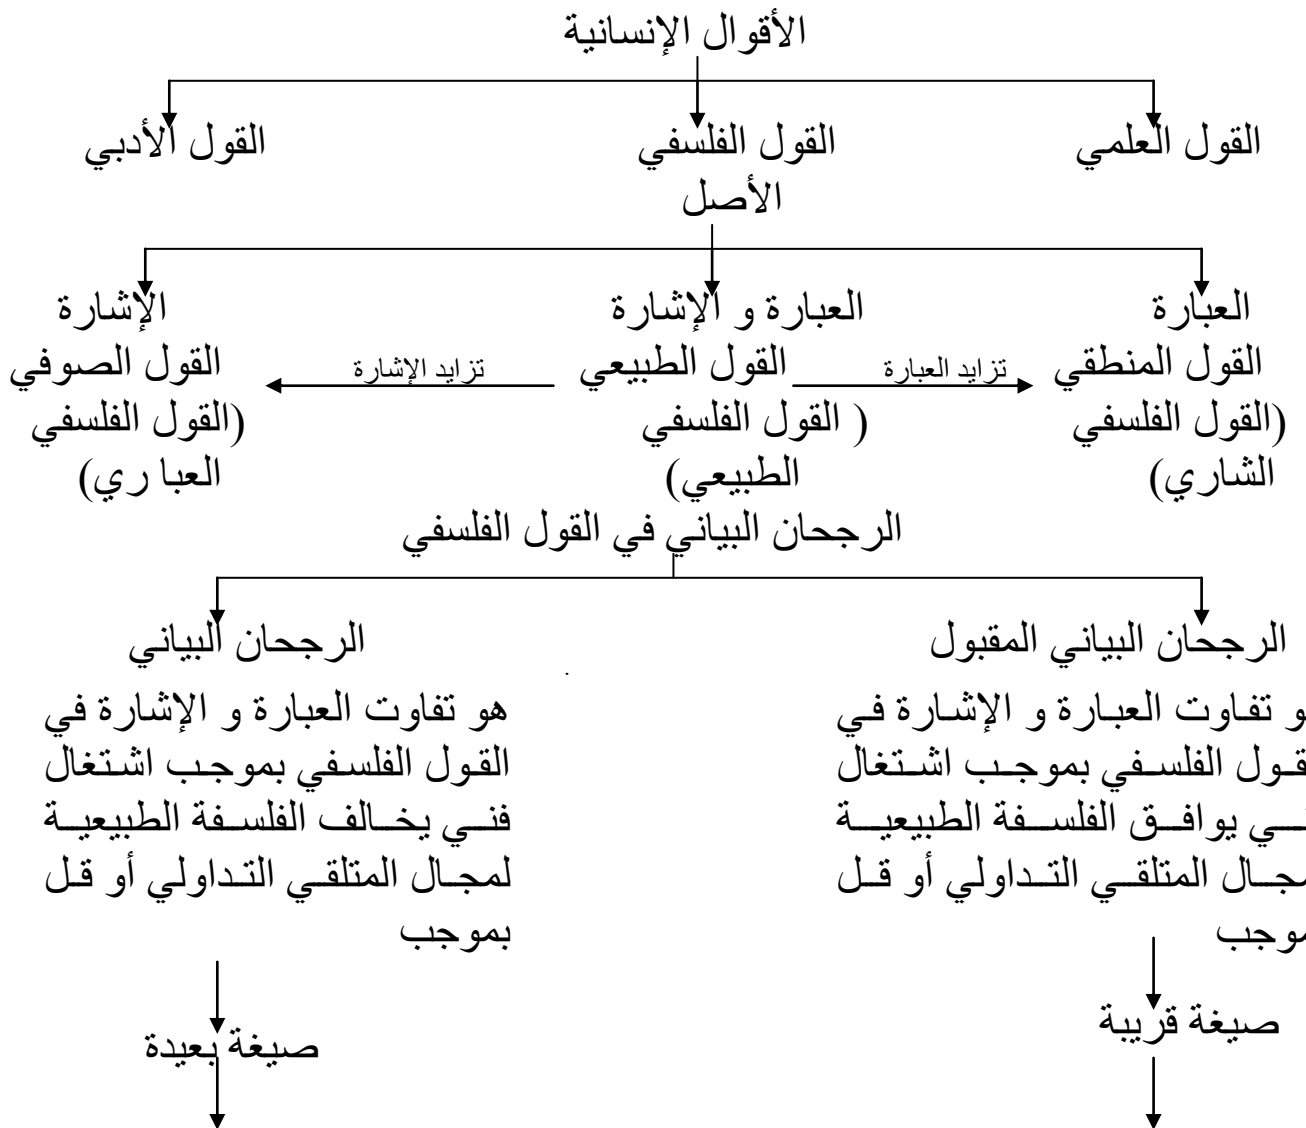 الأقوال الإنسانية
القول العلمي
القول الفلسفي
القول الأدبي
الأصل
العبارة
القول المنطقي
(القول الفلسفي
الشاري)
تزايد العبارة
العبارة و الإشارة
القول الطبيعي
( القول الفلسفي
الطبيعي)
تزايد الإشارة
الإشارة
القول الصوفي
(القول الفلسفي
العبا ري)
الرجحان البياني في القول الفلسفي
الرجحان البياني المقبول
و تفاوت العبارة و الإشارة في
قول الفلسفي بموجب اشتغال
ني يوافق الفلسفة الطبيعية
مجال المتلقي التداولي أو قل
موجب
صيغة قريبة
الرجحان البياني
هو تفاوت العبارة و الإشارة في
القول الفلسفي بموجب اشتغال
فني يخالف الفلسفة الطبيعية
لمجال المتلقي التداولي أو قل
بموجب
صيغة بعيدة